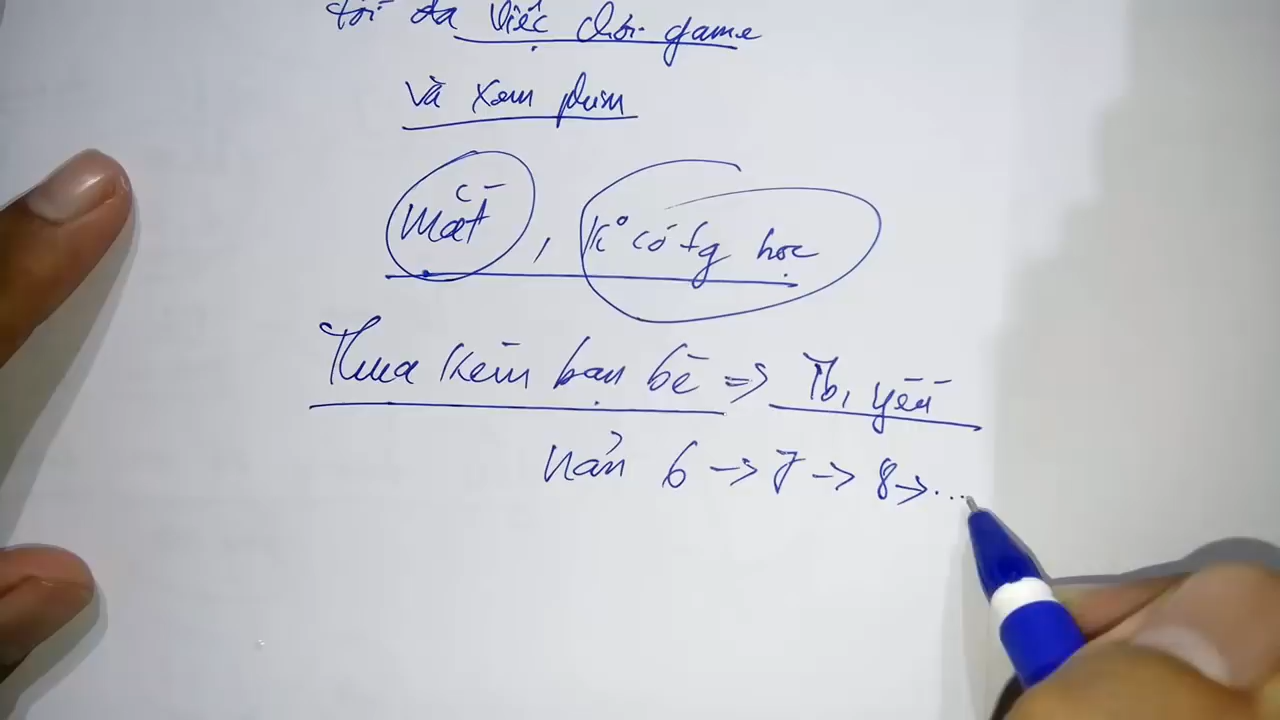 tối đa việc chơi game
và xem phim
Mắt, k° có tg học
Thua kém bạn bè => Tb, yếu
nản 6 -> 7 -> 8 -> ...